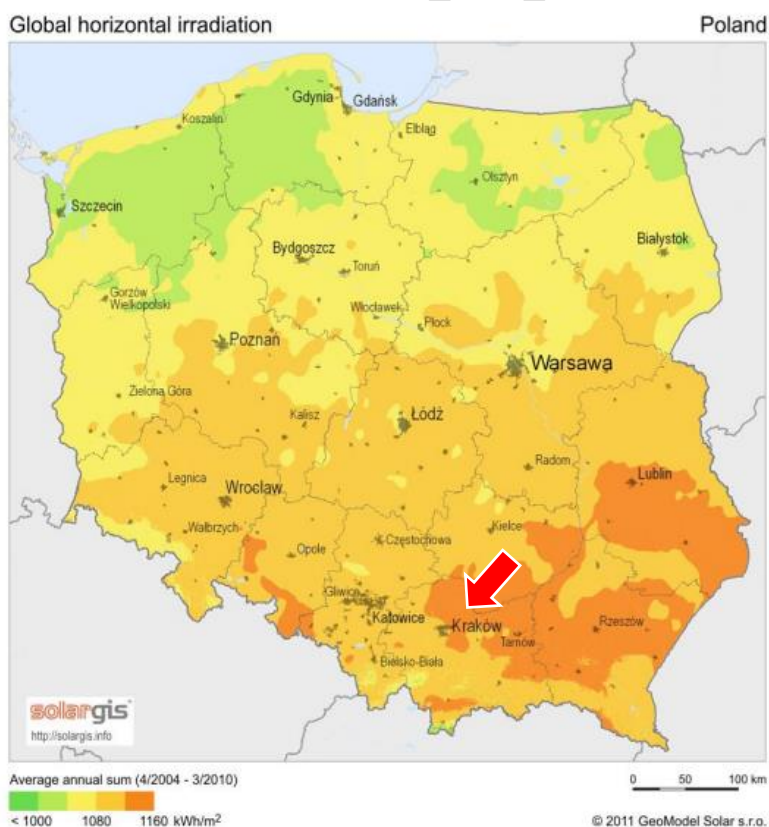 Global horizontal irradiation Poland
Gdynia
Gdańsk
Koszalin
Elbląg
Olsztyn
Szczecin
Białystok
Bydgoszcz
Toruń
Gorzów
Wielkopolski
Włocławek
Płock
Poznań
Warsawa
Zielona Góra
Kalisz
Łódź
Radom
Legnica
Wrocław
Lublin
Wałbrzych
Kielce
Opole
Częstochowa
Gliwice
Katowice
Kraków
Tarnów
Rzeszów
Bielsko-Biała
solargis
http://solargis.info
Average annual sum (4/2004 - 3/2010)
0 50 100 km
< 1000 1080 1160 kWh/m²
© 2011 GeoModel Solar s.r.o.